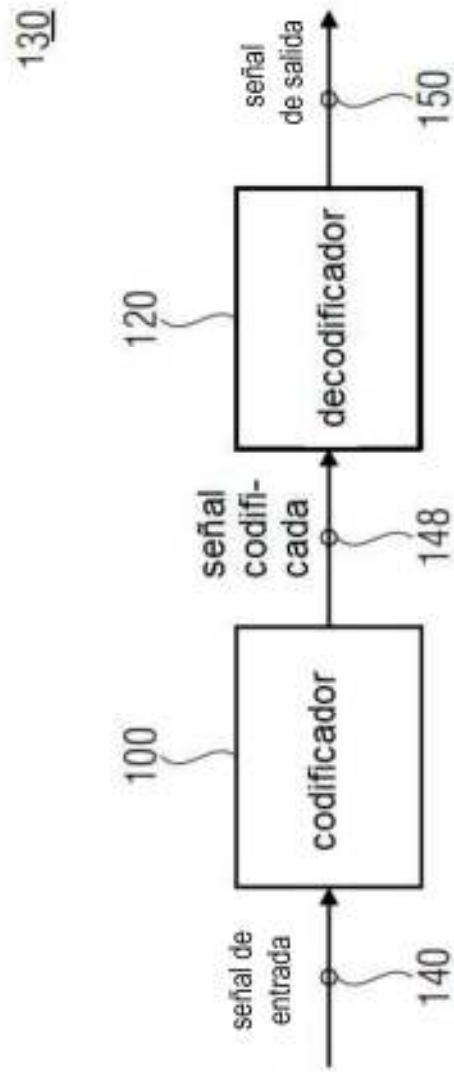 130
100
120
señal de
entrada
codificador
señal
codifi-
cada
decodificador
señal
de salida
140
148
150